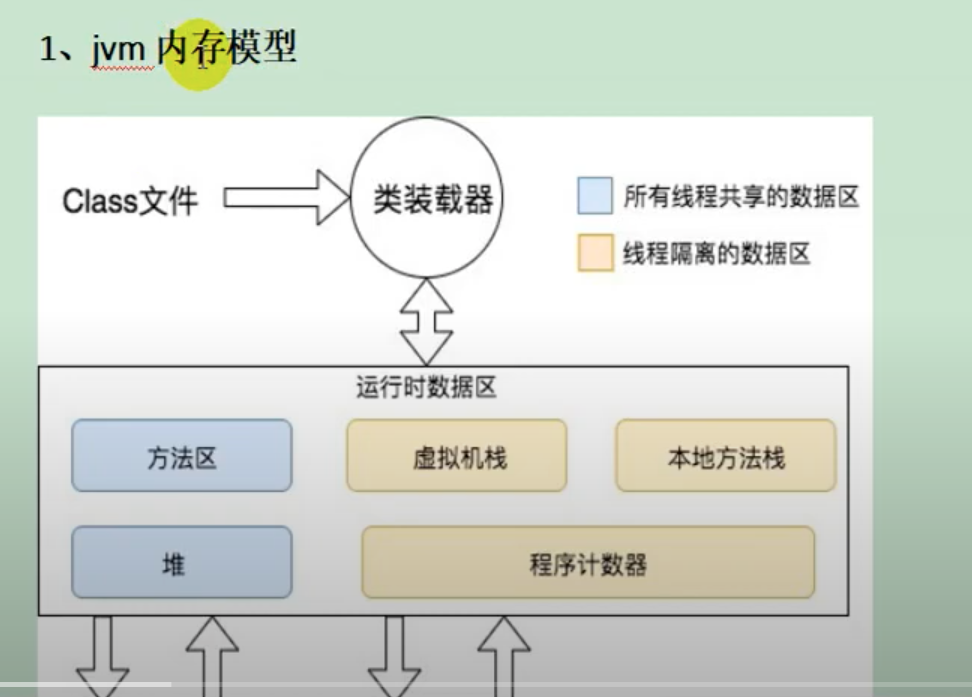 1、jvm 内存模型
Class文件
类装载器
所有线程共享的数据区
线程隔离的数据区
运行时数据区
方法区
虚拟机栈
本地方法栈
堆
程序计数器